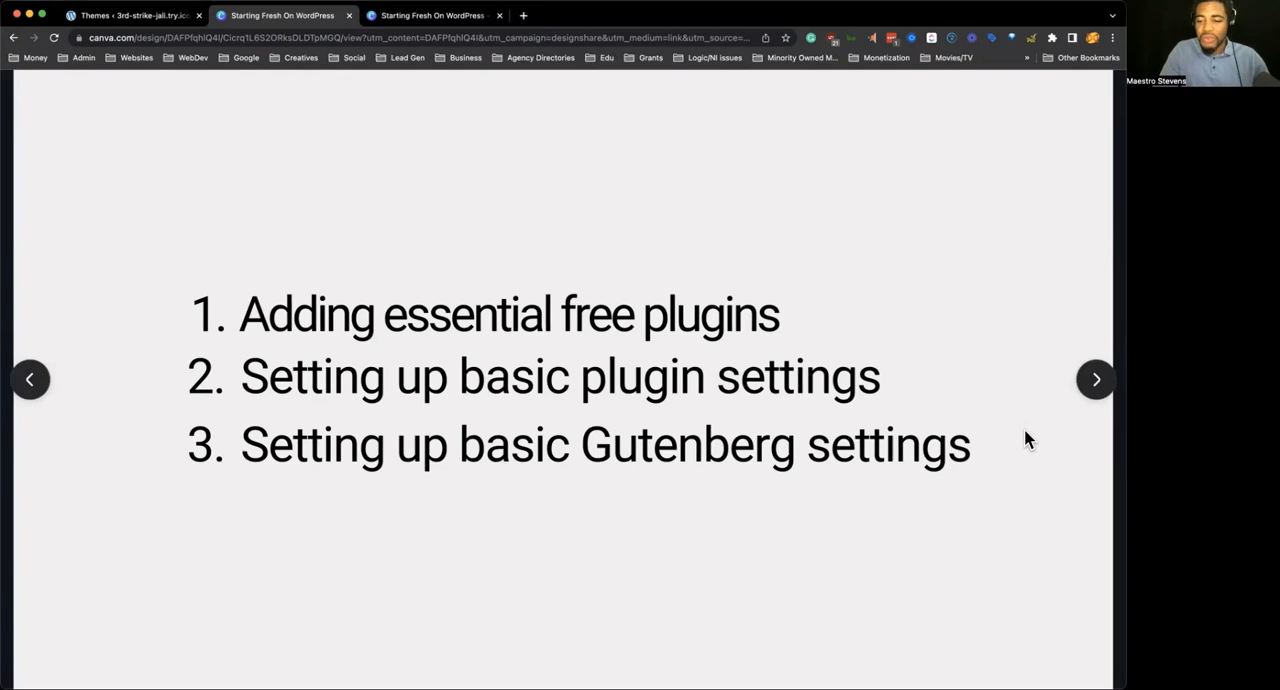 Themes ‹ 3rd-strike-jali.try.ic
Starting Fresh On WordPress
Starting Fresh On WordPress
canva.com/design/DAFPfqhlQ4I/Cicrq1L6S2ORksDLDTpMGQ/view?utm_content=DAFPfqhlQ4I&utm_campaign=designshare&utm_medium=link&utm_source=...
Money Admin Websites WebDev Google Creatives Social Lead Gen Business Agency Directories Edu Grants Logic/NI issues Minority Owned M... Monetization Movies/TV » Other Bookmarks
Maestro Stevens
1. Adding essential free plugins
2. Setting up basic plugin settings
3. Setting up basic Gutenberg settings